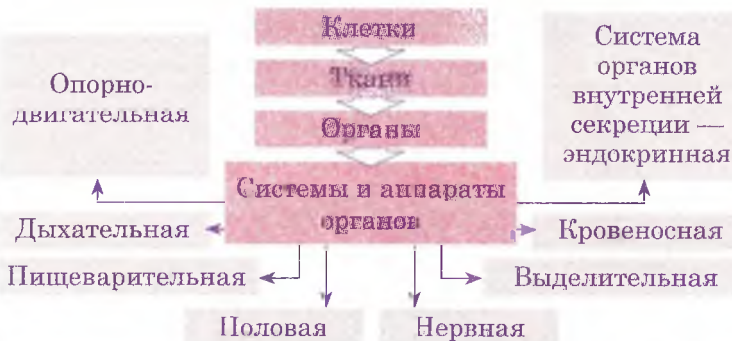 Клетки
Ткани
Органы
Системы и аппараты
органов
Опорно-
двигательная
Система
органов
внутренней
секреции —
эндокринная
Дыхательная
Кровеносная
Пищеварительная
Выделительная
Половая
Нервная